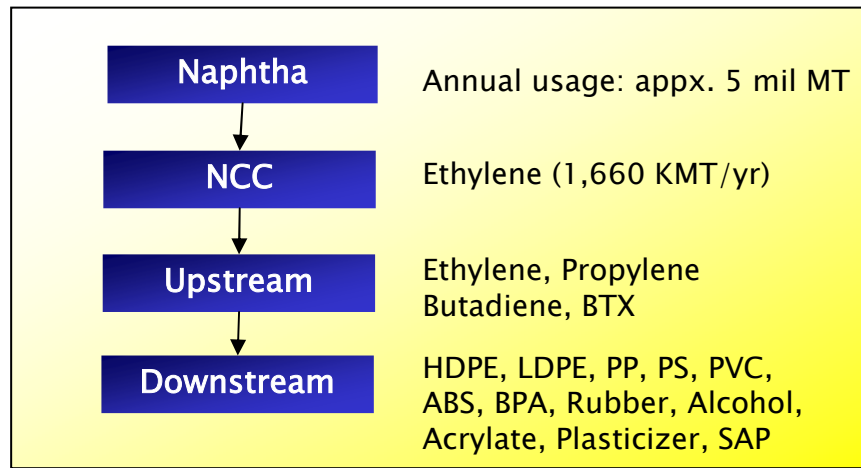 Naphtha
Annual usage: appx. 5 mil MT
NCC
Ethylene (1,660 KMT/yr)
Upstream
Ethylene, Propylene
Butadiene, BTX
Downstream
HDPE, LDPE, PP, PS, PVC,
ABS, BPA, Rubber, Alcohol,
Acrylate, Plasticizer, SAP